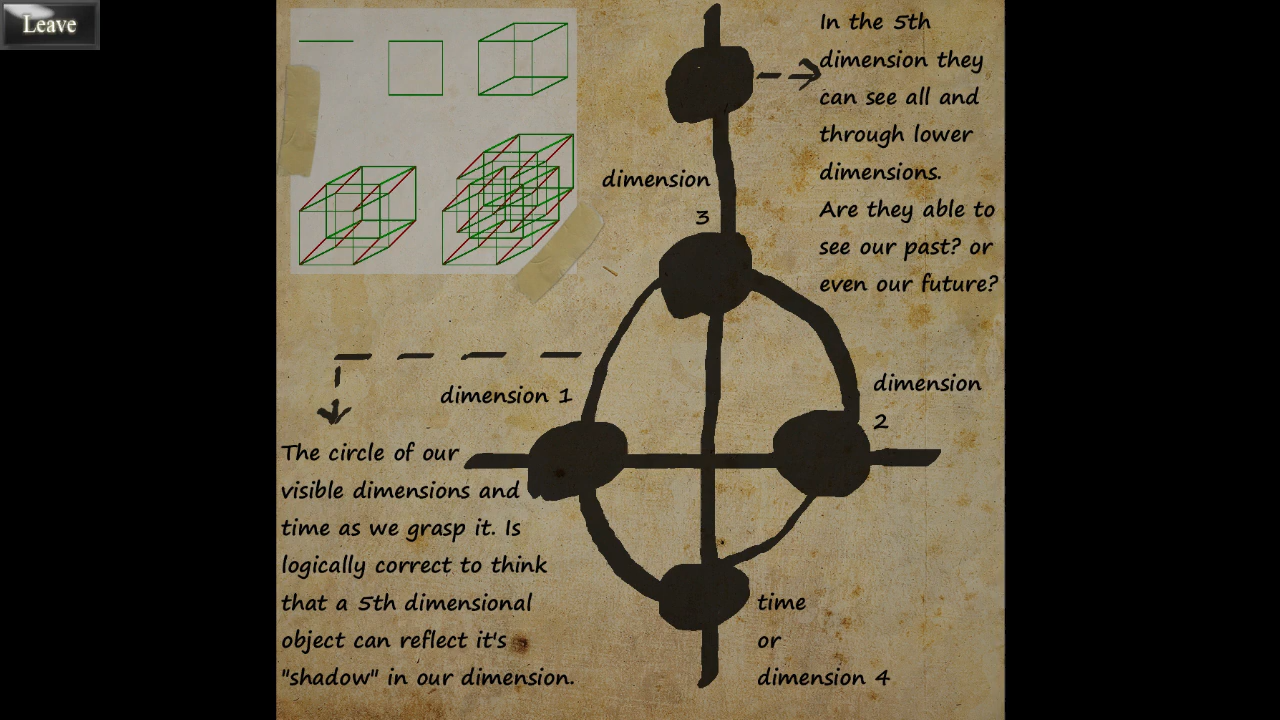 Leave
In the 5th
dimension they
can see all and
through lower
dimensions.
Are they able to
see our past? or
even our future?
dimension
3
dimension 1
dimension
2
The circle of our
visible dimensions and
time as we grasp it. Is
logically correct to think
that a 5th dimensional
object can reflect it's
"shadow" in our dimension.
time
or
dimension 4